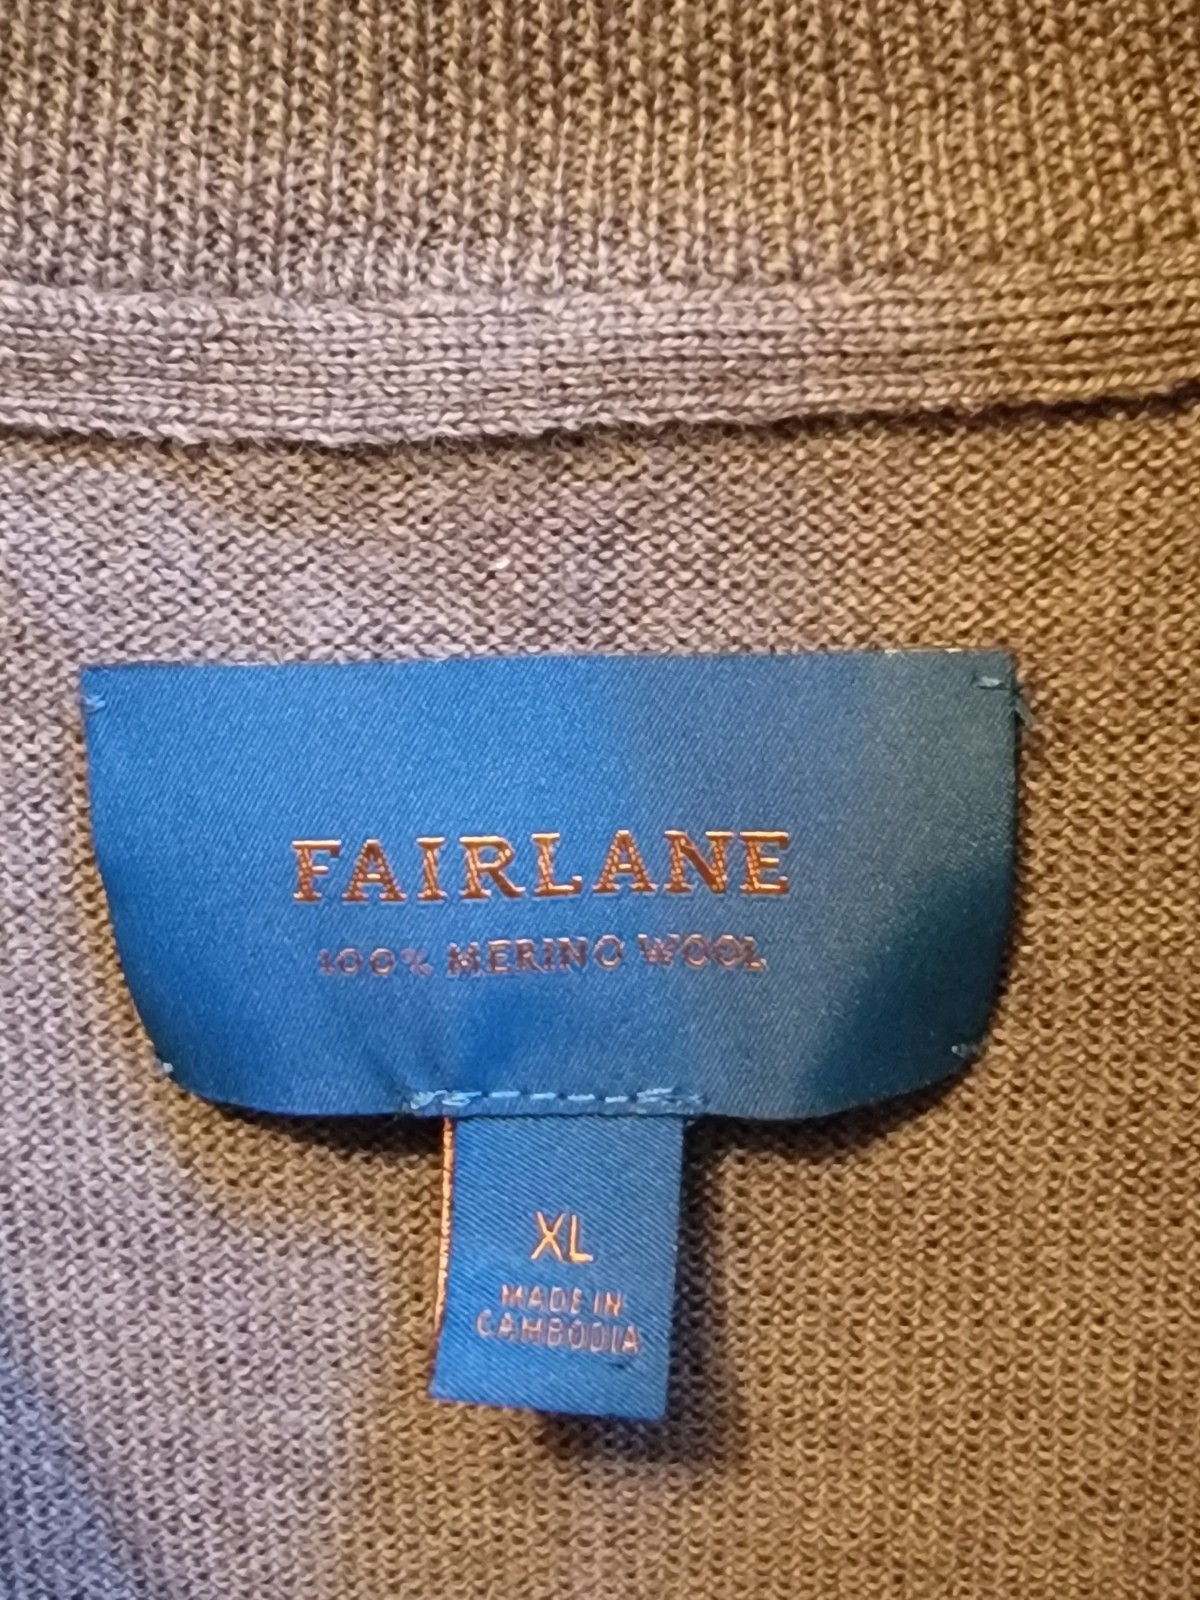 FAIRLANE
100% MERINO WOOL
XL
MADE IN
CAMBODIA